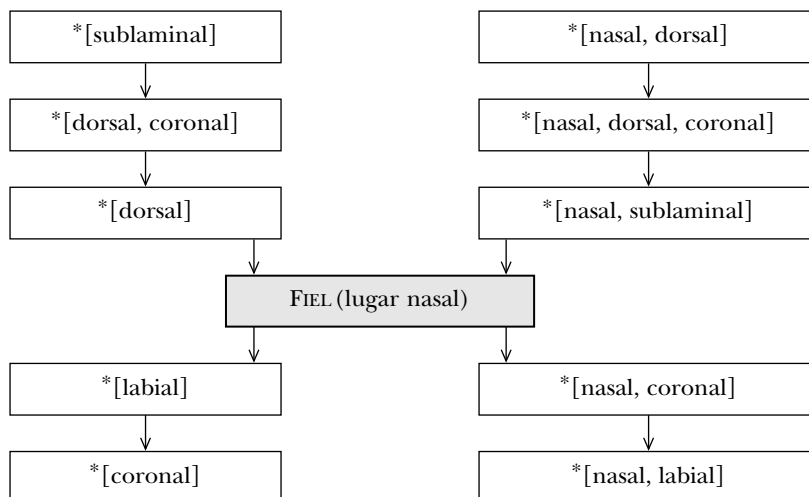 *[sublaminal]
*[nasal, dorsal]
*[dorsal, coronal]
*[nasal, dorsal, coronal]
*[dorsal]
*[nasal, sublaminal]
FIEL (lugar nasal)
*[labial]
*[nasal, coronal]
*[coronal]
*[nasal, labial]